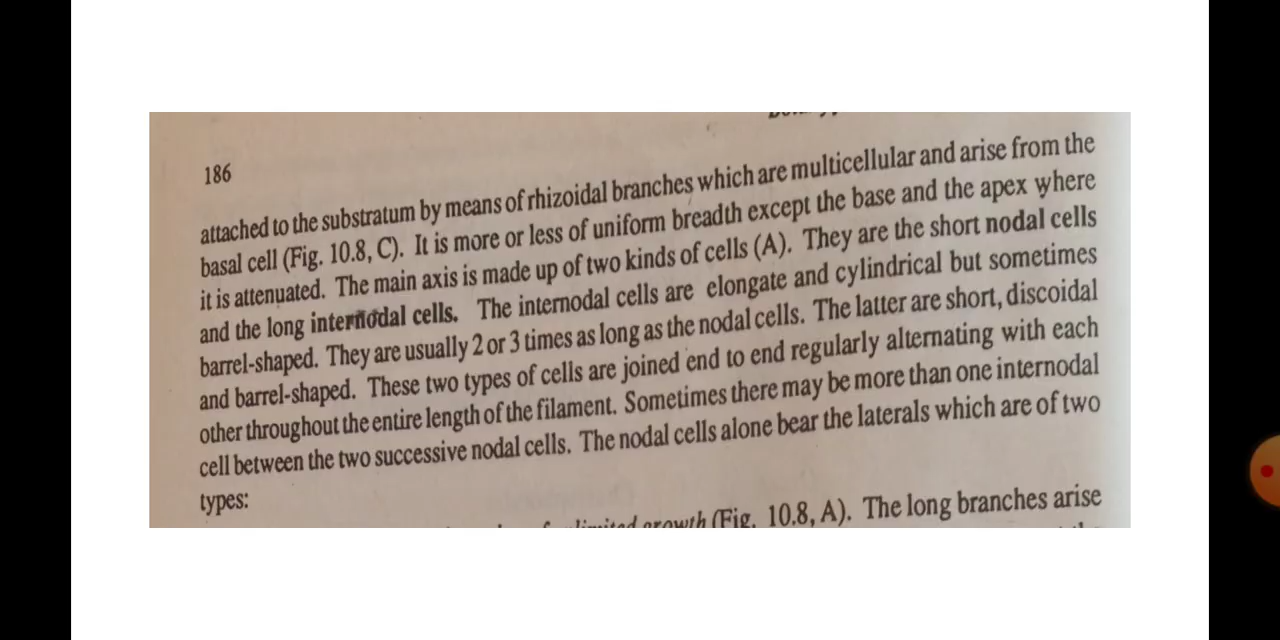 186
attached to the substratum by means of rhizoidal branches which are multicellular and arise from the
basal cell (Fig. 10.8, C). It is more or less of uniform breadth except the base and the apex where
it is attenuated. The main axis is made up of two kinds of cells (A). They are the short nodal cells
and the long internodal cells. The internodal cells are elongate and cylindrical but sometimes
barrel-shaped. They are usually 2 or 3 times as long as the nodal cells. The latter are short, discoidal
and barrel-shaped. These two types of cells are joined end to end regularly alternating with each
other throughout the entire length of the filament. Sometimes there may be more than one internodal
cell between the two successive nodal cells. The nodal cells alone bear the laterals which are of two
types:
growth (Fig. 10.8, A). The long branches arise